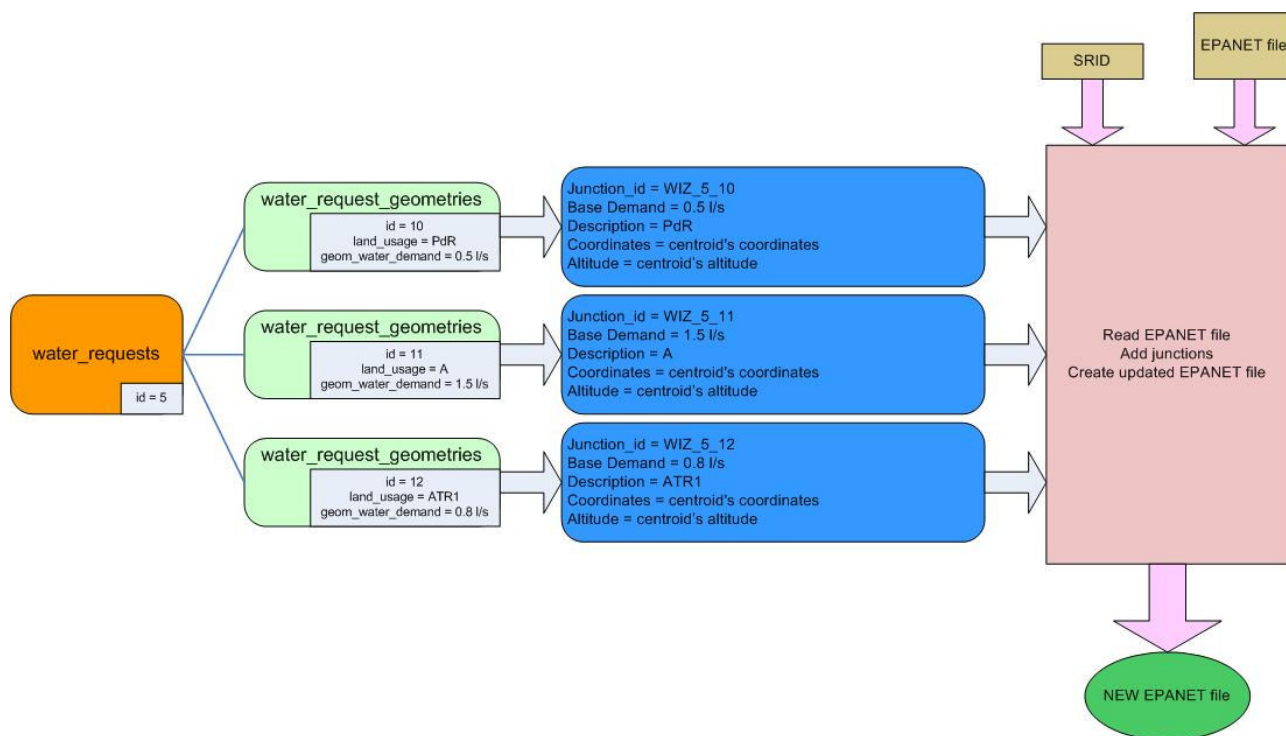 SRID
EPANET file
water_requests
id = 5
water_request_geometries
id = 10
land_usage = PdR
geom_water_demand = 0.5 l/s
Junction_id = WIZ_5_10
Base Demand = 0.5 l/s
Description = PdR
Coordinates = centroid's coordinates
Altitude = centroid's altitude
water_request_geometries
id = 11
land_usage = A
geom_water_demand = 1.5 l/s
Junction_id = WIZ_5_11
Base Demand = 1.5 l/s
Description = A
Coordinates = centroid's coordinates
Altitude = centroid's altitude
water_request_geometries
id = 12
land_usage = ATR1
geom_water_demand = 0.8 l/s
Junction_id = WIZ_5_12
Base Demand = 0.8 l/s
Description = ATR1
Coordinates = centroid's coordinates
Altitude = centroid's altitude
Read EPANET file
Add junctions
Create updated EPANET file
NEW EPANET file